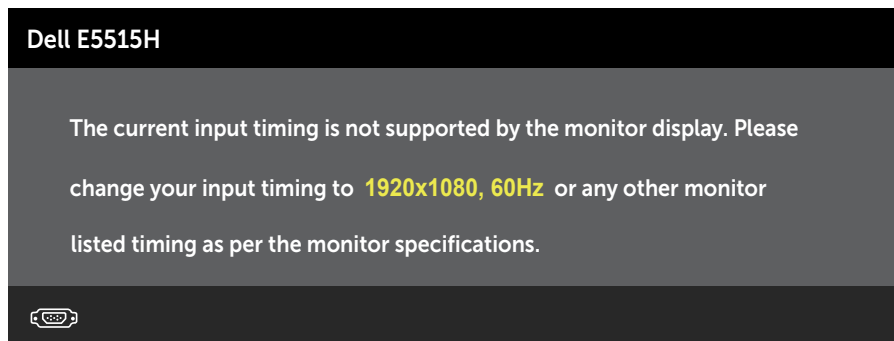 Dell E5515H
The current input timing is not supported by the monitor display. Please
change your input timing to 1920x1080, 60Hz or any other monitor
listed timing as per the monitor specifications.